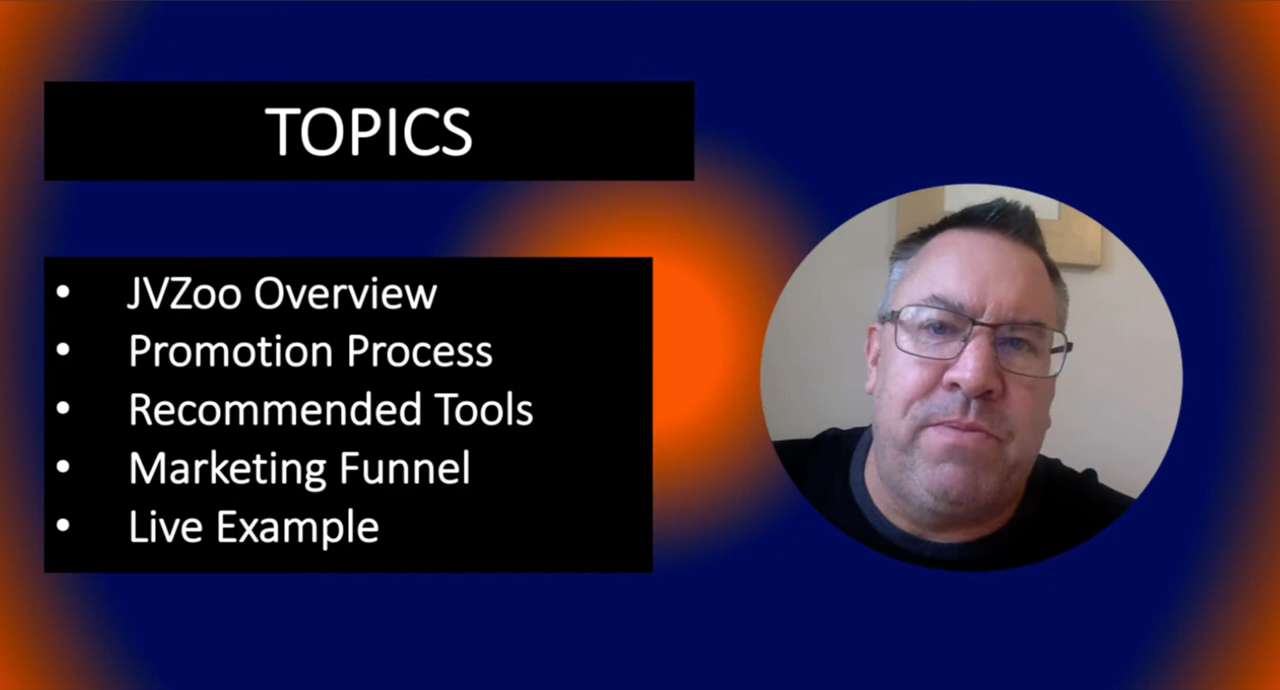 TOPICS
• JVZoo Overview
• Promotion Process
• Recommended Tools
• Marketing Funnel
• Live Example